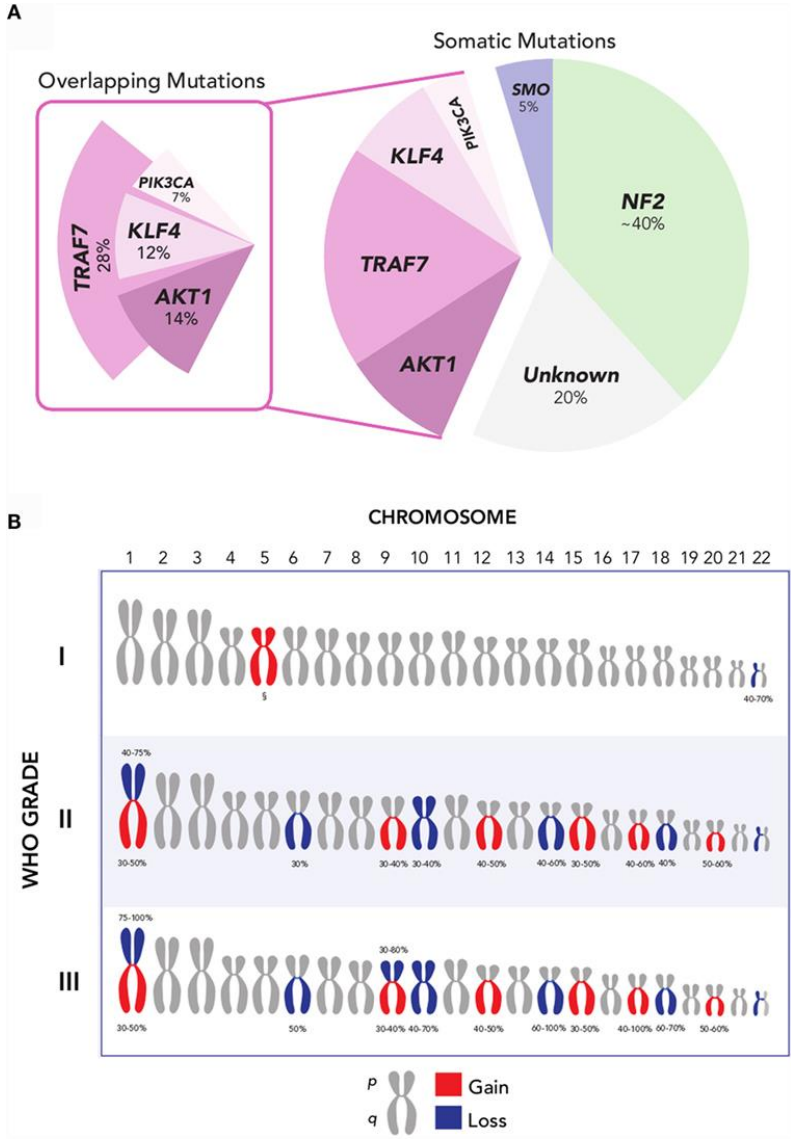 A
Somatic Mutations
Overlapping Mutations
SMO
5%
PIK3CA
KLF4
NF2
~40%
PIK3CA
7%
KLF4
12%
TRAF7
28%
TRAF7
AKT1
14%
AKT1
Unknown
20%
B
CHROMOSOME
1 2 3 4 5 6 7 8 9 10 11 12 13 14 15 16 17 18 19 20 21 22
WHO GRADE
I
§
40-70%
40-75%
II
30-50% 30% 30-40% 30-40% 40-50% 40-60% 30-50% 40-60% 40% 50-60%
75-100%
30-80%
III
30-50% 50% 30-40% 40-70% 40-50% 60-100% 30-50% 40-100% 60-70% 50-60%
p
Gain
q
Loss